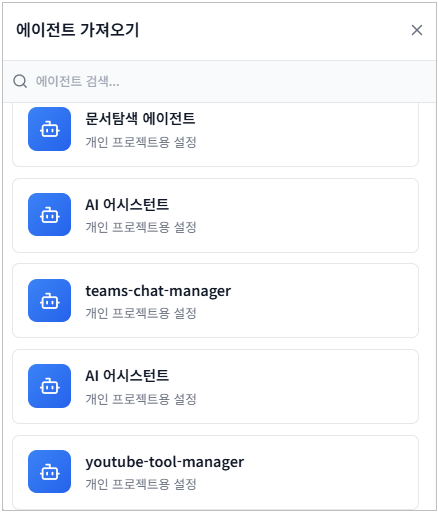 에이전트 가져오기
에이전트 검색...
문서탐색 에이전트
개인 프로젝트용 설정
AI 어시스턴트
개인 프로젝트용 설정
teams-chat-manager
개인 프로젝트용 설정
AI 어시스턴트
개인 프로젝트용 설정
youtube-tool-manager
개인 프로젝트용 설정